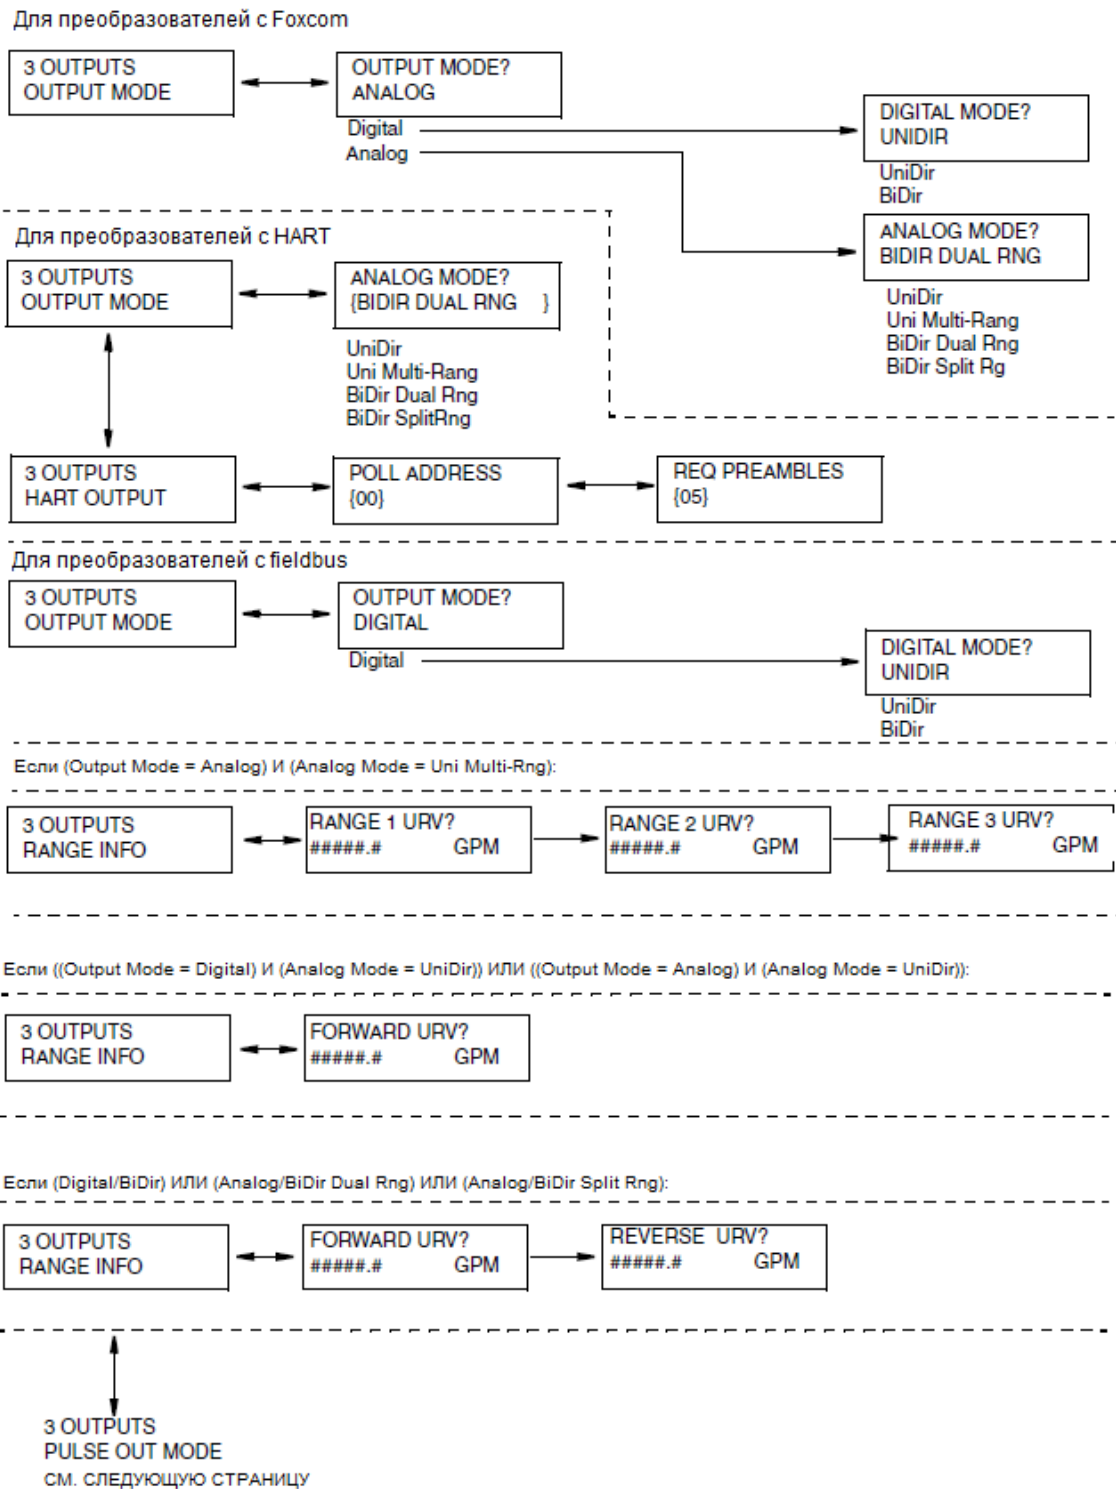 Для преобразователей с Foxcom
3 OUTPUTS
OUTPUT MODE
OUTPUT MODE?
ANALOG
Digital
Analog
DIGITAL MODE?
UNIDIR
UniDir
BiDir
ANALOG MODE?
BIDIR DUAL RNG
UniDir
Uni Multi-Rang
BiDir Dual Rng
BiDir Split Rg
Для преобразователей с HART
3 OUTPUTS
OUTPUT MODE
ANALOG MODE?
{BIDIR DUAL RNG }
UniDir
Uni Multi-Rang
BiDir Dual Rng
BiDir SplitRng
3 OUTPUTS
HART OUTPUT
POLL ADDRESS
{00}
REQ PREAMBLES
{05}
Для преобразователей с fieldbus
3 OUTPUTS
OUTPUT MODE
OUTPUT MODE?
DIGITAL
Digital
DIGITAL MODE?
UNIDIR
UniDir
BiDir
Если (Output Mode = Analog) И (Analog Mode = Uni Multi-Rng):
3 OUTPUTS
RANGE INFO
RANGE 1 URV?
#####.# GPM
RANGE 2 URV?
#####.# GPM
RANGE 3 URV?
#####.# GPM
Если ((Output Mode = Digital) И (Analog Mode = UniDir)) ИЛИ ((Output Mode = Analog) И (Analog Mode = UniDir)):
3 OUTPUTS
RANGE INFO
FORWARD URV?
#####.# GPM
Если (Digital/BiDir) ИЛИ (Analog/BiDir Dual Rng) ИЛИ (Analog/BiDir Split Rng):
3 OUTPUTS
RANGE INFO
FORWARD URV?
#####.# GPM
REVERSE URV?
#####.# GPM
3 OUTPUTS
PULSE OUT MODE
СМ. СЛЕДУЮЩУЮ СТРАНИЦУ